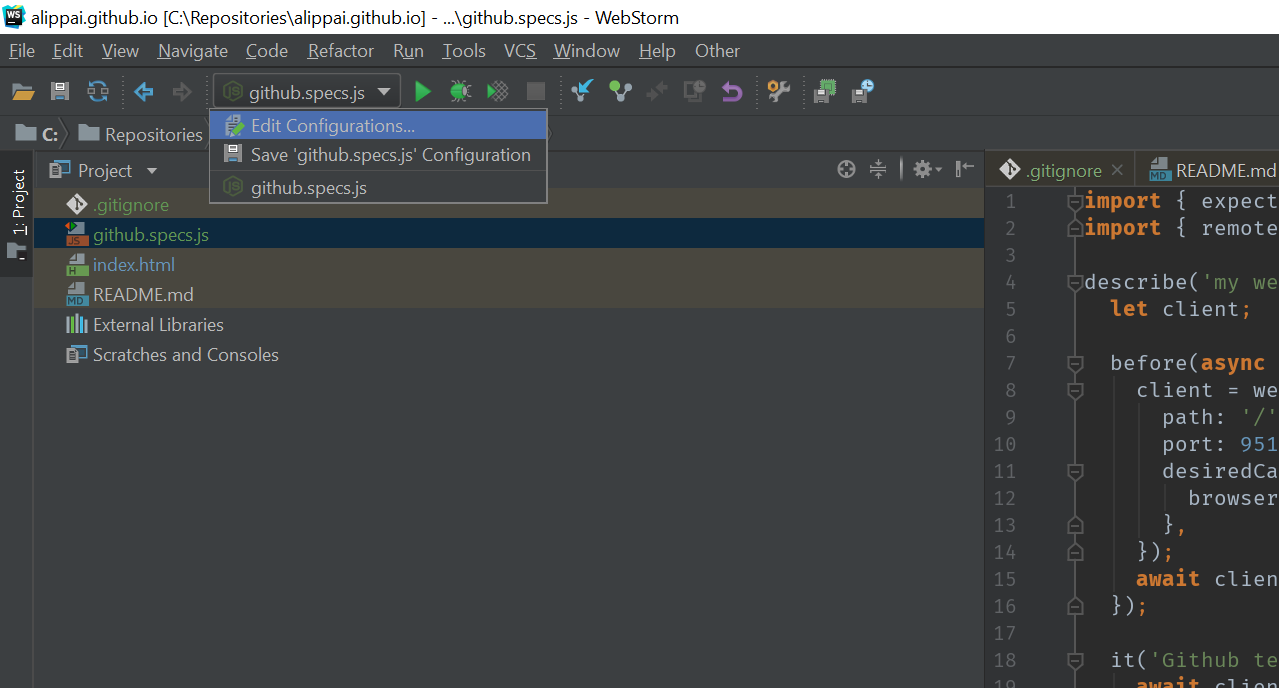 WS
alippai.github.io [C:\Repositories\alippai.github.io] - ...\github.specs.js - WebStorm
File Edit View Navigate Code Refactor Run Tools VCS Window Help Other
github.specs.js
C: Repositories
Edit Configurations...
Save 'github.specs.js' Configuration
github.specs.js
1: Project
Project
.gitignore
JS github.specs.js
H index.html
MD README.md
External Libraries
Scratches and Consoles
.gitignore MD README.md
1 import { expect
2 import { remote
3
4 describe('my we
5 let client;
6
7 before(async
8 client = we
9 path: '/'
10 port: 951
11 desiredCa
12 browser
13 },
14 });
15 await clien
16 });
17
18 it('Github te
19 await clien